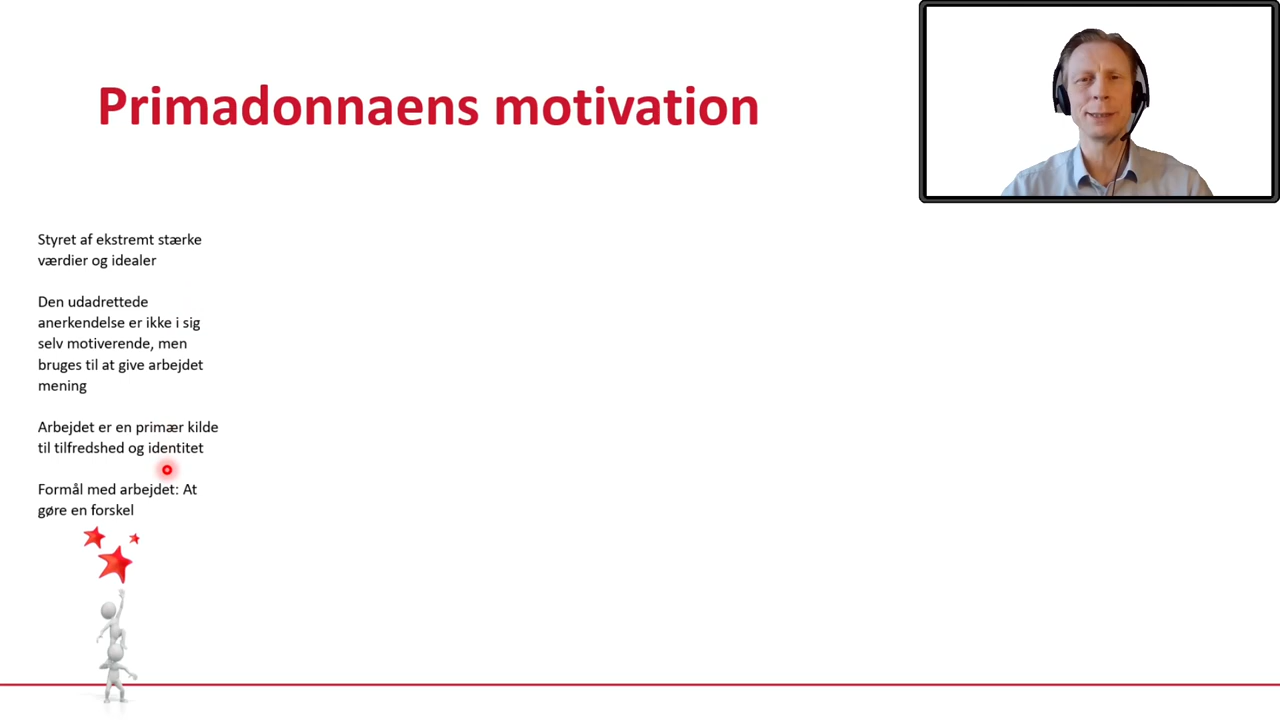 Primadonnaens motivation
Styret af ekstremt stærke
værdier og idealer
Den udadrettede
anerkendelse er ikke i sig
selv motiverende, men
bruges til at give arbejdet
mening
Arbejdet er en primær kilde
til tilfredshed og identitet
Formål med arbejdet: At
gøre en forskel